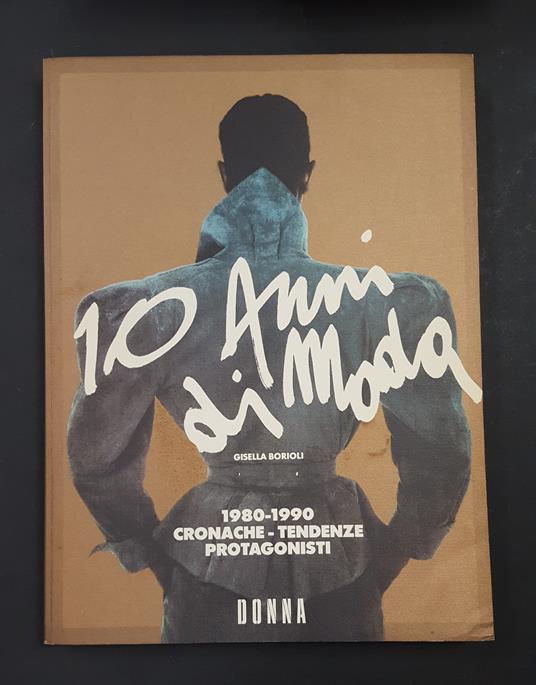 10 Anni
di Moda
GISELLA BORIOLI
1980-1990
CRONACHE - TENDENZE
PROTAGONISTI
DONNA